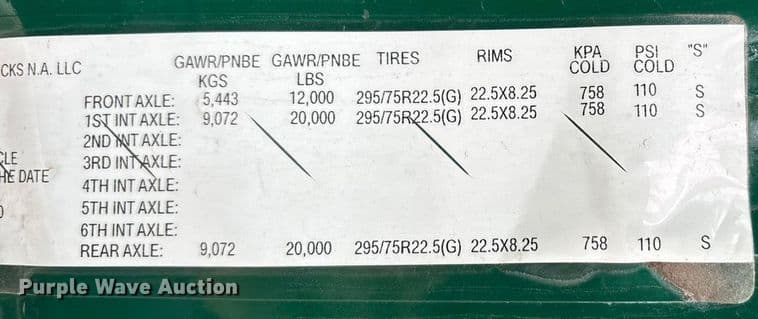 CKS N.A. LLC
GAWR/PNBE GAWR/PNBE TIRES RIMS KPA PSI "S"
KGS LBS COLD COLD
FRONT AXLE: 5,443 12,000 295/75R22.5(G) 22.5X8.25 758 110 S
1ST INT AXLE: 9,072 20,000 295/75R22.5(G) 22.5X8.25 758 110 S
2ND INT AXLE:
3RD INT AXLE:
HE DATE
4TH INT AXLE:
5TH INT AXLE:
6TH INT AXLE:
REAR AXLE: 9,072 20,000 295/75R22.5(G) 22.5X8.25 758 110 S
Purple Wave Auction